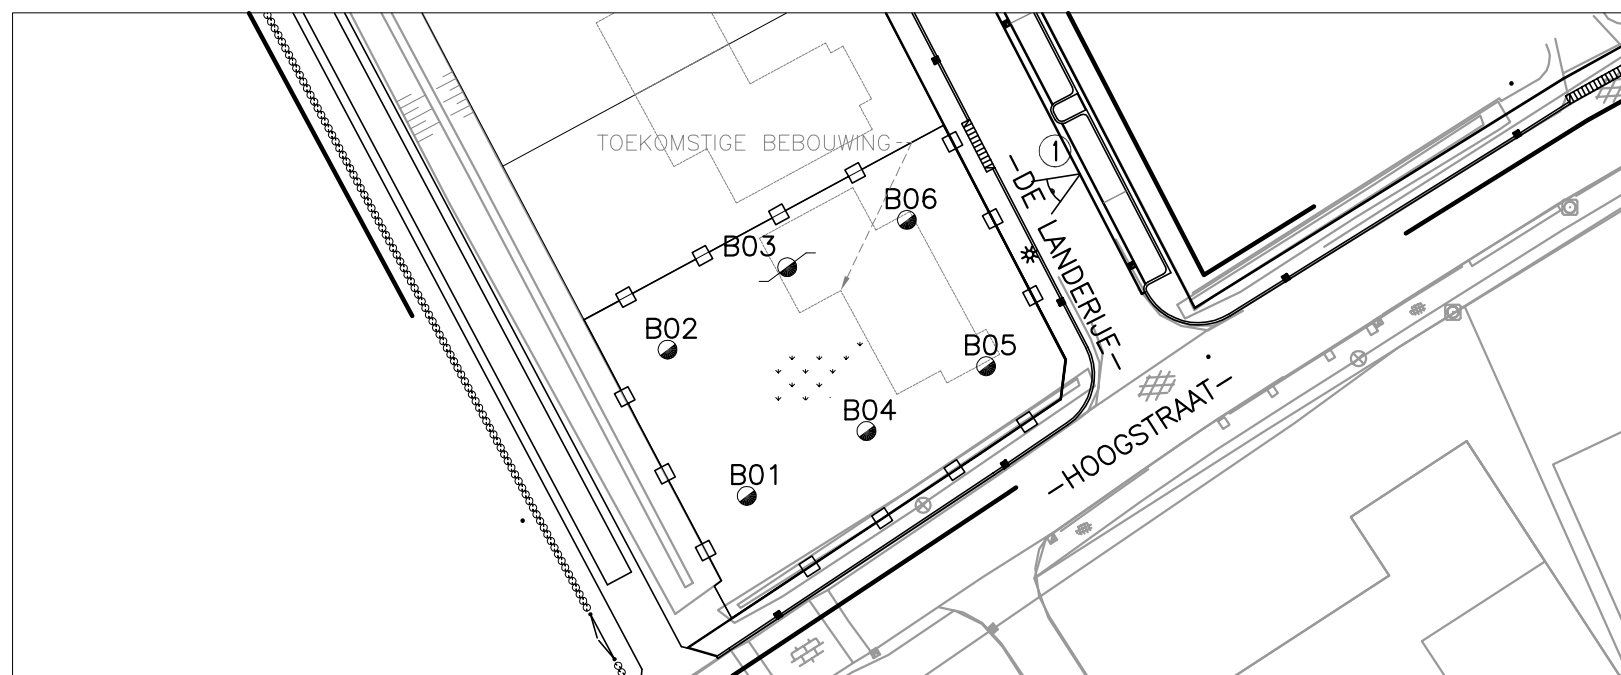 TOEKOMSTIGE BEBOUWING
1
-DE LANDERIJE-
B06
B03
B02
B05
B04
B01
-HOOGSTRAAT-